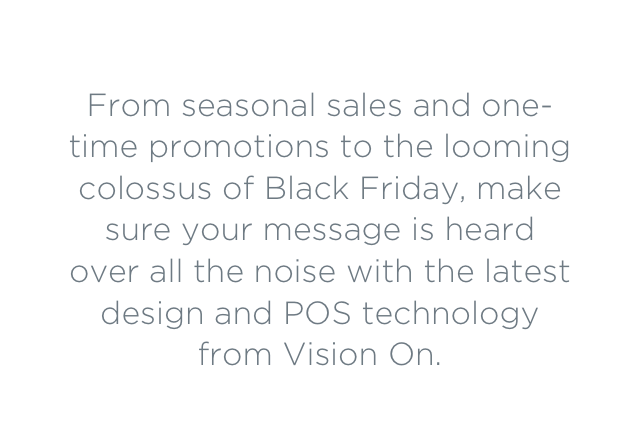 From seasonal sales and one-
time promotions to the looming
colossus of Black Friday, make
sure your message is heard
over all the noise with the latest
design and POS technology
from Vision On.